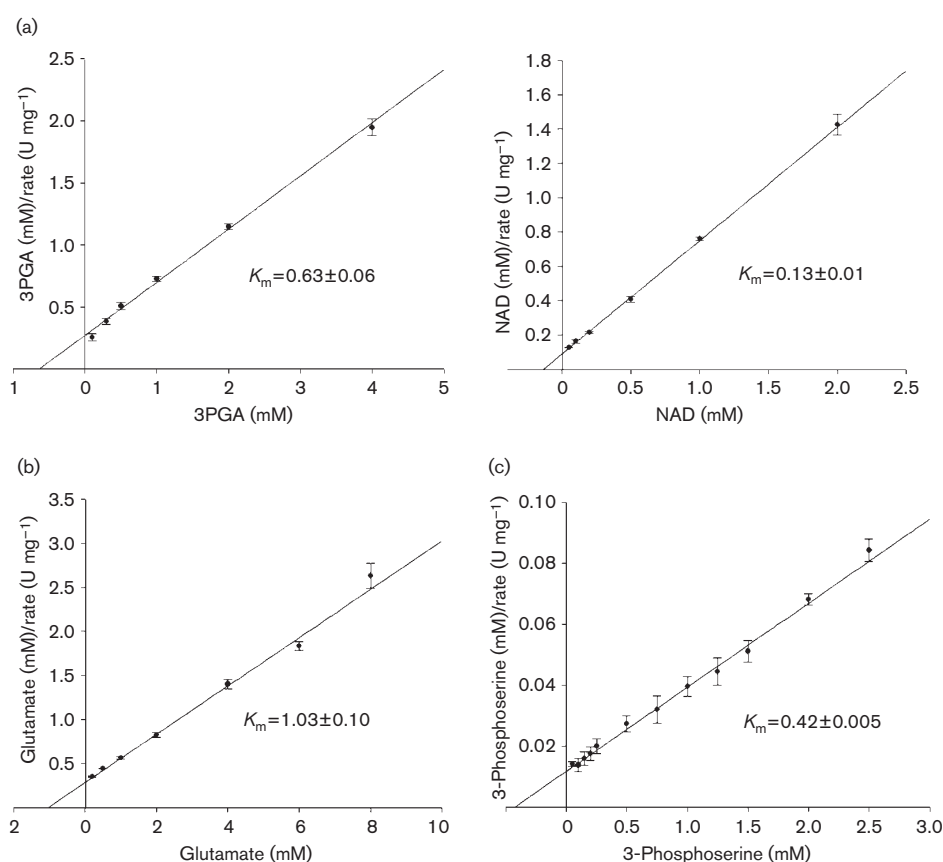 (a)
2.5
2.0
1.5
1.0
0.5
3PGA (mM)/rate (U mg⁻¹)
Kₘ=0.63±0.06
1 0 1 2 3 4 5
3PGA (mM)
1.8
1.6
1.4
1.2
1.0
0.8
0.6
0.4
0.2
NAD (mM)/rate (U mg⁻¹)
Kₘ=0.13±0.01
0 0.5 1.0 1.5 2.0 2.5
NAD (mM)
(b)
3.5
3.0
2.5
2.0
1.5
1.0
0.5
Glutamate (mM)/rate (U mg⁻¹)
Kₘ=1.03±0.10
2 0 2 4 6 8 10
Glutamate (mM)
(c)
0.10
0.08
0.06
0.04
0.02
3-Phosphoserine (mM)/rate (U mg⁻¹)
Kₘ=0.42±0.005
0 0.5 1.0 1.5 2.0 2.5 3.0
3-Phosphoserine (mM)